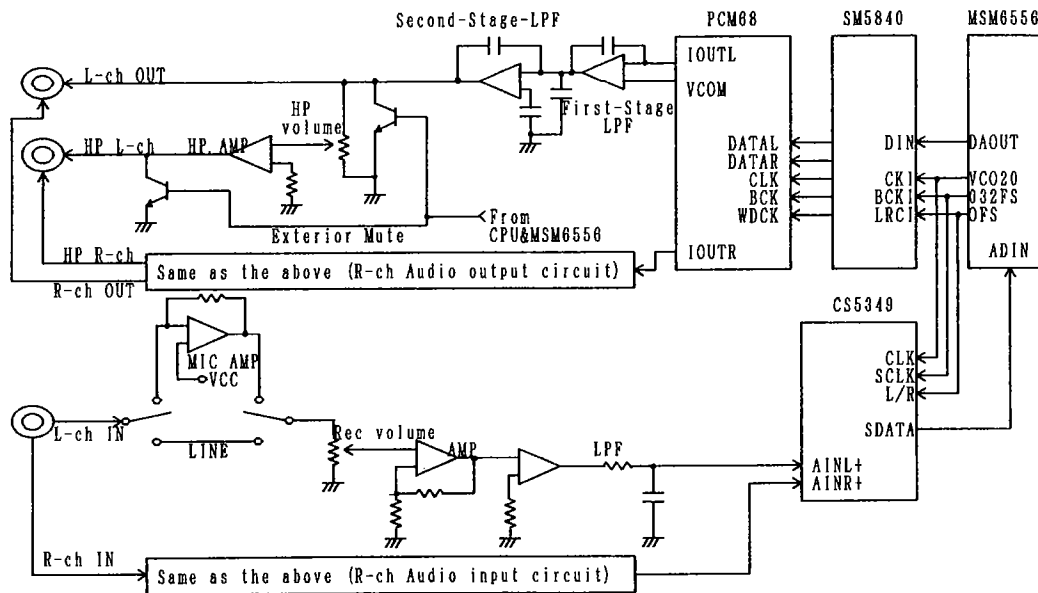 Second-Stage-LPF
PCM68
SM5840
MSM6556
IOUTL
VCOM
L-ch OUT
First-Stage
LPF
HP
volume
HP L-ch
HP. AMP
DATAL
DATAR
CLK
BCK
WDCK
DIN
DAOUT
CKI
VCO20
BCKI
032FS
LRCI
OFS
From
CPU&MSM6556
Exterior Mute
IOUTR
ADIN
HP R-ch
Same as the above (R-ch Audio output circuit)
R-ch OUT
CS5349
MIC AMP
VCC
CLK
SCLK
L/R
L-ch IN
LINE
Rec volume
AMP
LPF
SDATA
AINL+
AINR+
R-ch IN
Same as the above (R-ch Audio input circuit)